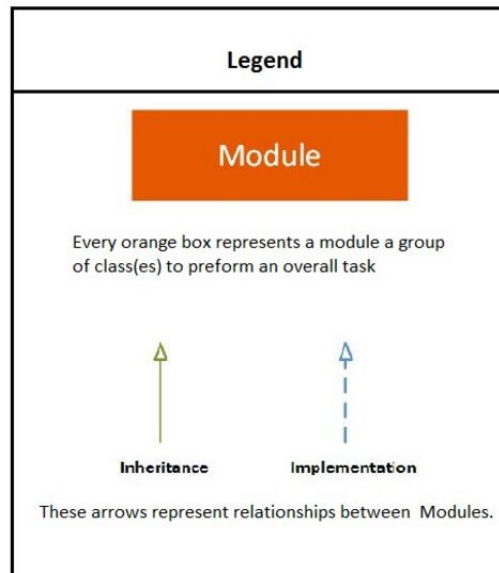 Legend
Module
Every orange box represents a module a group
of class(es) to preform an overall task
Inheritance Implementation
These arrows represent relationships between Modules.